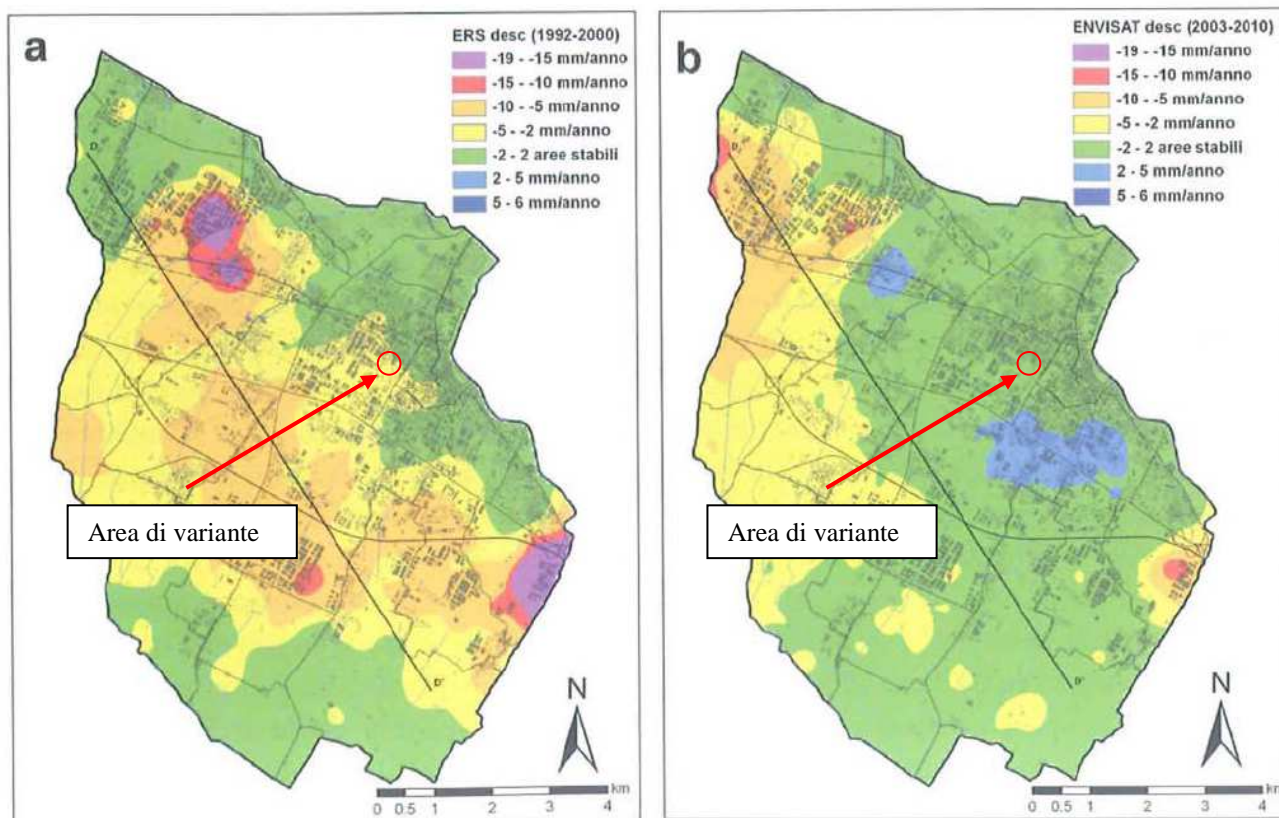 a
ERS desc (1992-2000)
-19 - -15 mm/anno
-15 - -10 mm/anno
-10 - -5 mm/anno
-5 - -2 mm/anno
-2 - 2 aree stabili
2 - 5 mm/anno
5 - 6 mm/anno
D
D'
Area di variante
N
km
0 0.5 1 2 3 4
b
ENVISAT desc (2003-2010)
-19 - -15 mm/anno
-15 - -10 mm/anno
-10 - -5 mm/anno
-5 - -2 mm/anno
-2 - 2 aree stabili
2 - 5 mm/anno
5 - 6 mm/anno
D
D'
Area di variante
N
km
0 0.5 1 2 3 4